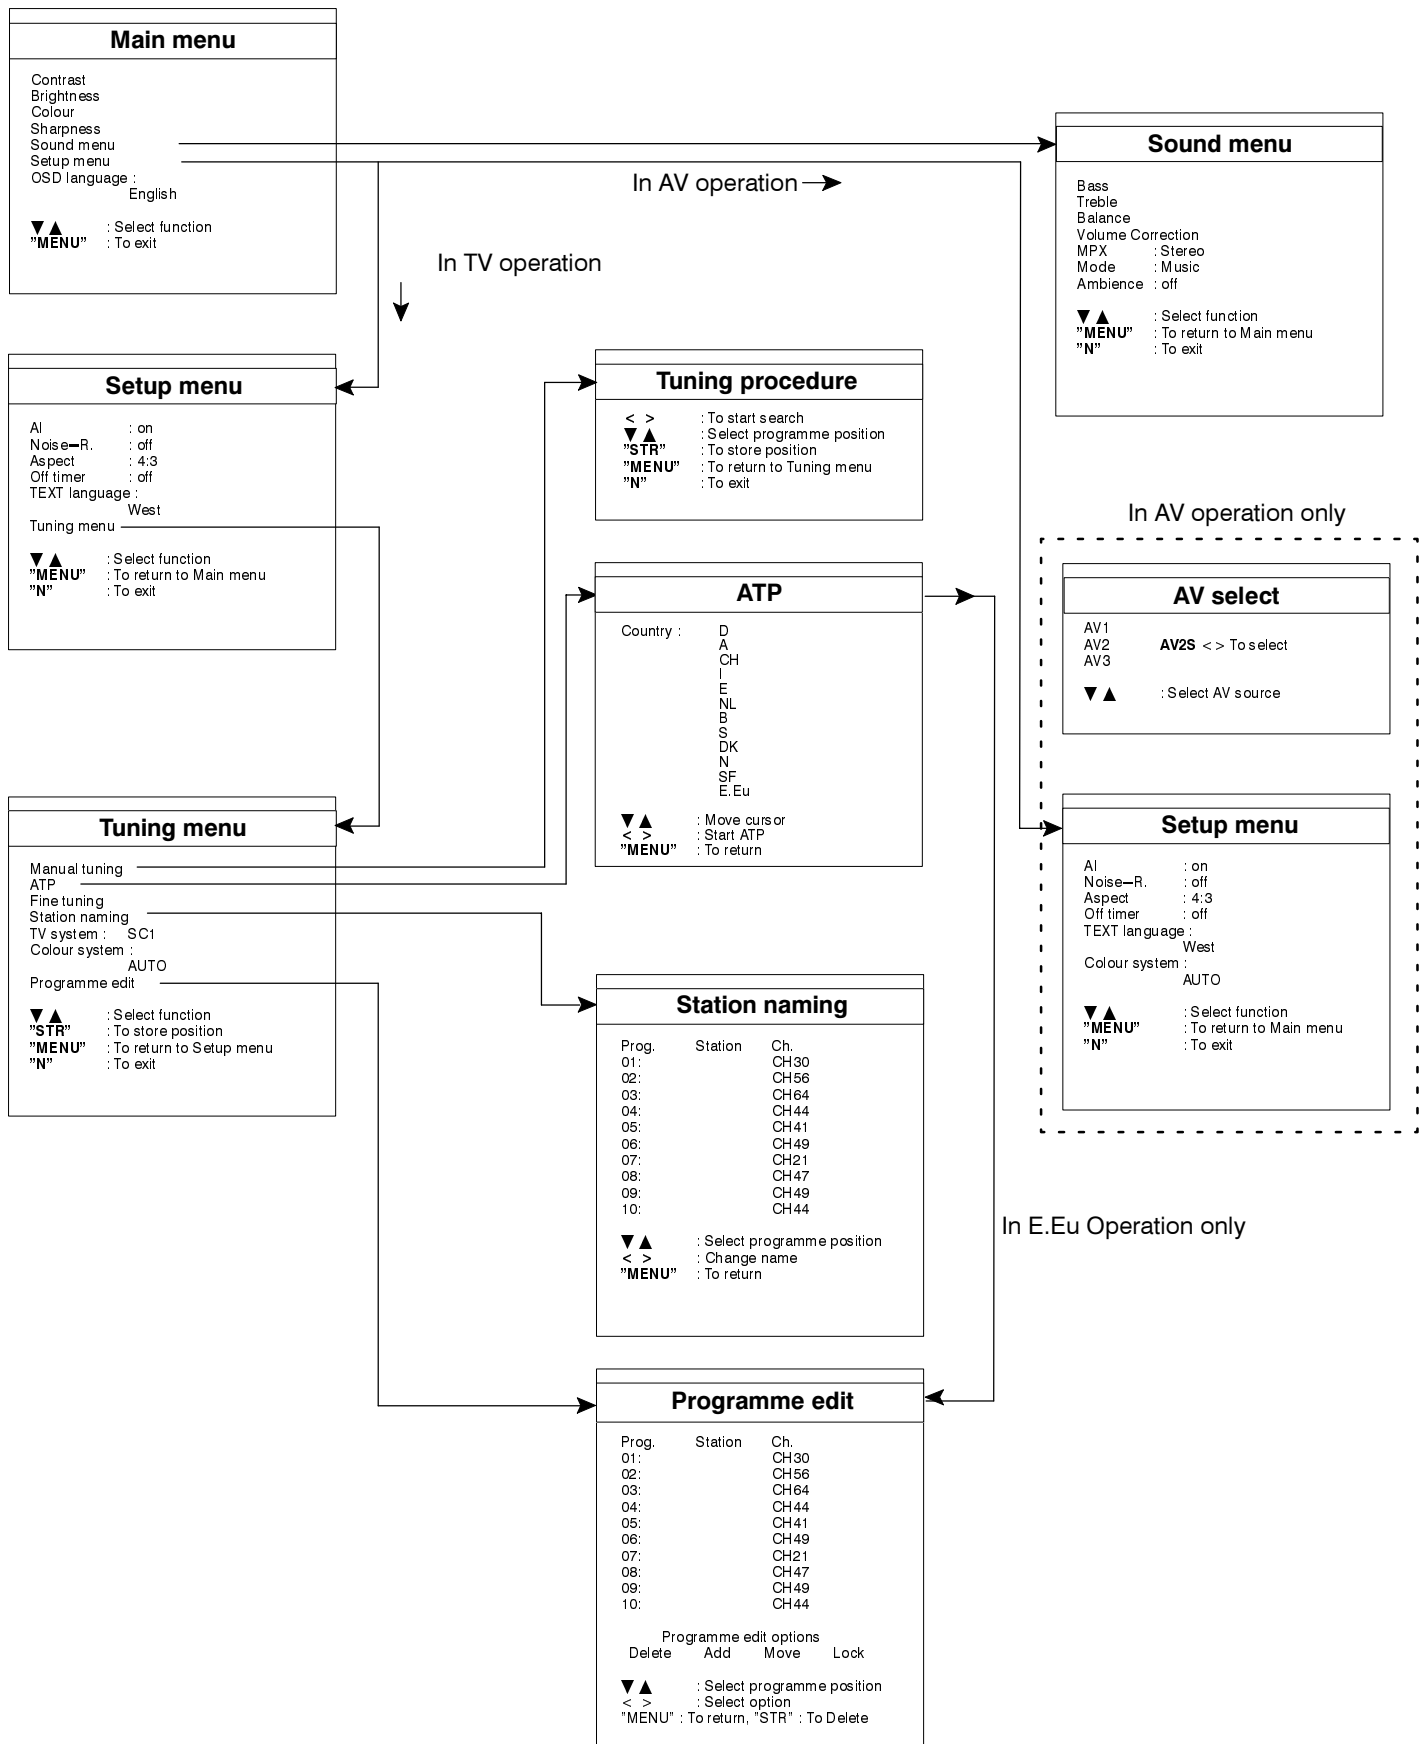 Main menu
Contrast
Brightness
Colour
Sharpness
Sound menu
Setup menu
OSD language :
English
▼ ▲ : Select function
"MENU" : To exit
In AV operation
In TV operation
Sound menu
Bass
Treble
Balance
Volume Correction
MPX : Stereo
Mode : Music
Ambience : off
▼ ▲ : Select function
"MENU" : To return to Main menu
"N" : To exit
Setup menu
AI : on
Noise–R. : off
Aspect : 4:3
Off timer : off
TEXT language :
West
Tuning menu
▼ ▲ : Select function
"MENU" : To return to Main menu
"N" : To exit
Tuning procedure
< > : To start search
▼ ▲ : Select programme position
"STR" : To store position
"MENU" : To return to Tuning menu
"N" : To exit
ATP
Country : D
A
CH
I
E
NL
B
S
DK
N
SF
E.Eu
▼ ▲ : Move cursor
< > : Start ATP
"MENU" : To return
In AV operation only
AV select
AV1
AV2 AV2S < > To select
AV3
▼ ▲ : Select AV source
Setup menu
AI : on
Noise–R. : off
Aspect : 4:3
Off timer : off
TEXT language :
West
Colour system :
AUTO
▼ ▲ : Select function
"MENU" : To return to Main menu
"N" : To exit
Tuning menu
Manual tuning
ATP
Fine tuning
Station naming
TV system : SC1
Colour system :
AUTO
Programme edit
▼ ▲ : Select function
"STR" : To store position
"MENU" : To return to Setup menu
"N" : To exit
Station naming
Prog. Station Ch.
01: CH30
02: CH56
03: CH64
04: CH44
05: CH41
06: CH49
07: CH21
08: CH47
09: CH49
10: CH44
▼ ▲ : Select programme position
< > : Change name
"MENU" : To return
In E.Eu Operation only
Programme edit
Prog. Station Ch.
01: CH30
02: CH56
03: CH64
04: CH44
05: CH41
06: CH49
07: CH21
08: CH47
09: CH49
10: CH44
Programme edit options
Delete Add Move Lock
▼ ▲ : Select programme position
< > : Select option
"MENU" : To return, "STR" : To Delete